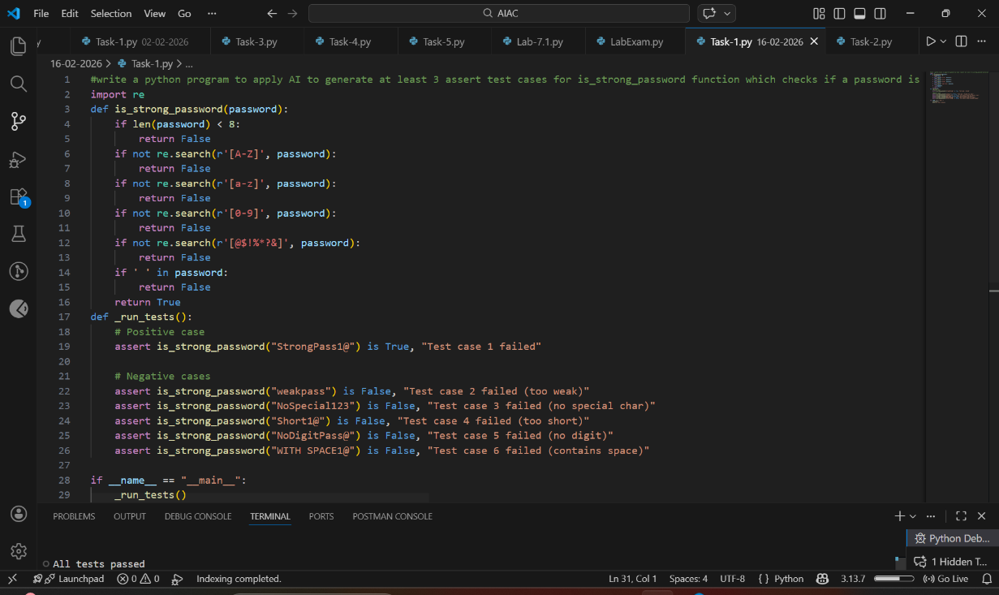 File Edit Selection View Go ··· AIAC
y Task-1.py 02-02-2026 Task-3.py Task-4.py Task-5.py Lab-7.1.py LabExam.py Task-1.py 16-02-2026 Task-2.py
16-02-2026 > Task-1.py > ...
1 #write a python program to apply AI to generate at least 3 assert test cases for is_strong_password function which checks if a password is
2 import re
3 def is_strong_password(password):
4     if len(password) < 8:
5         return False
6     if not re.search(r'[A-Z]', password):
7         return False
8     if not re.search(r'[a-z]', password):
9         return False
10     if not re.search(r'[0-9]', password):
11         return False
12     if not re.search(r'[@$!%*?&]', password):
13         return False
14     if ' ' in password:
15         return False
16     return True
17 def _run_tests():
18     # Positive case
19     assert is_strong_password("StrongPass1@") is True, "Test case 1 failed"
20
21     # Negative cases
22     assert is_strong_password("weakpass") is False, "Test case 2 failed (too weak)"
23     assert is_strong_password("NoSpecial123") is False, "Test case 3 failed (no special char)"
24     assert is_strong_password("Short1@") is False, "Test case 4 failed (too short)"
25     assert is_strong_password("NoDigitPass@") is False, "Test case 5 failed (no digit)"
26     assert is_strong_password("WITH SPACE1@") is False, "Test case 6 failed (contains space)"
27
28 if __name__ == "__main__":
29     _run_tests()
1
PROBLEMS OUTPUT DEBUG CONSOLE TERMINAL PORTS POSTMAN CONSOLE
Python Deb...
1 Hidden T...
All tests passed
Launchpad 0 0 Indexing completed. Ln 31, Col 1 Spaces: 4 UTF-8 {} Python 3.13.7 Go Live